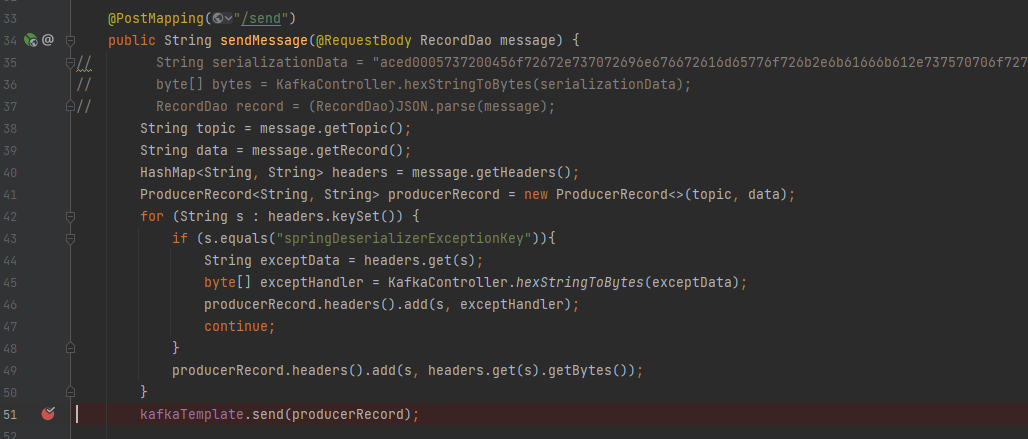 33 @PostMapping("/send")
34 public String sendMessage(@RequestBody RecordDao message) {
35 // String serializationData = "aced0005737200456f72672e737072696e676672616d65776f726b2e6b61666b612e737570706f727
36 // byte[] bytes = KafkaController.hexStringToBytes(serializationData);
37 // RecordDao record = (RecordDao)JSON.parse(message);
38 String topic = message.getTopic();
39 String data = message.getRecord();
40 HashMap<String, String> headers = message.getHeaders();
41 ProducerRecord<String, String> producerRecord = new ProducerRecord<>(topic, data);
42 for (String s : headers.keySet()) {
43 if (s.equals("springDeserializerExceptionKey")){
44 String exceptData = headers.get(s);
45 byte[] exceptHandler = KafkaController.hexStringToBytes(exceptData);
46 producerRecord.headers().add(s, exceptHandler);
47 continue;
48 }
49 producerRecord.headers().add(s, headers.get(s).getBytes());
50 }
51 kafkaTemplate.send(producerRecord);
52